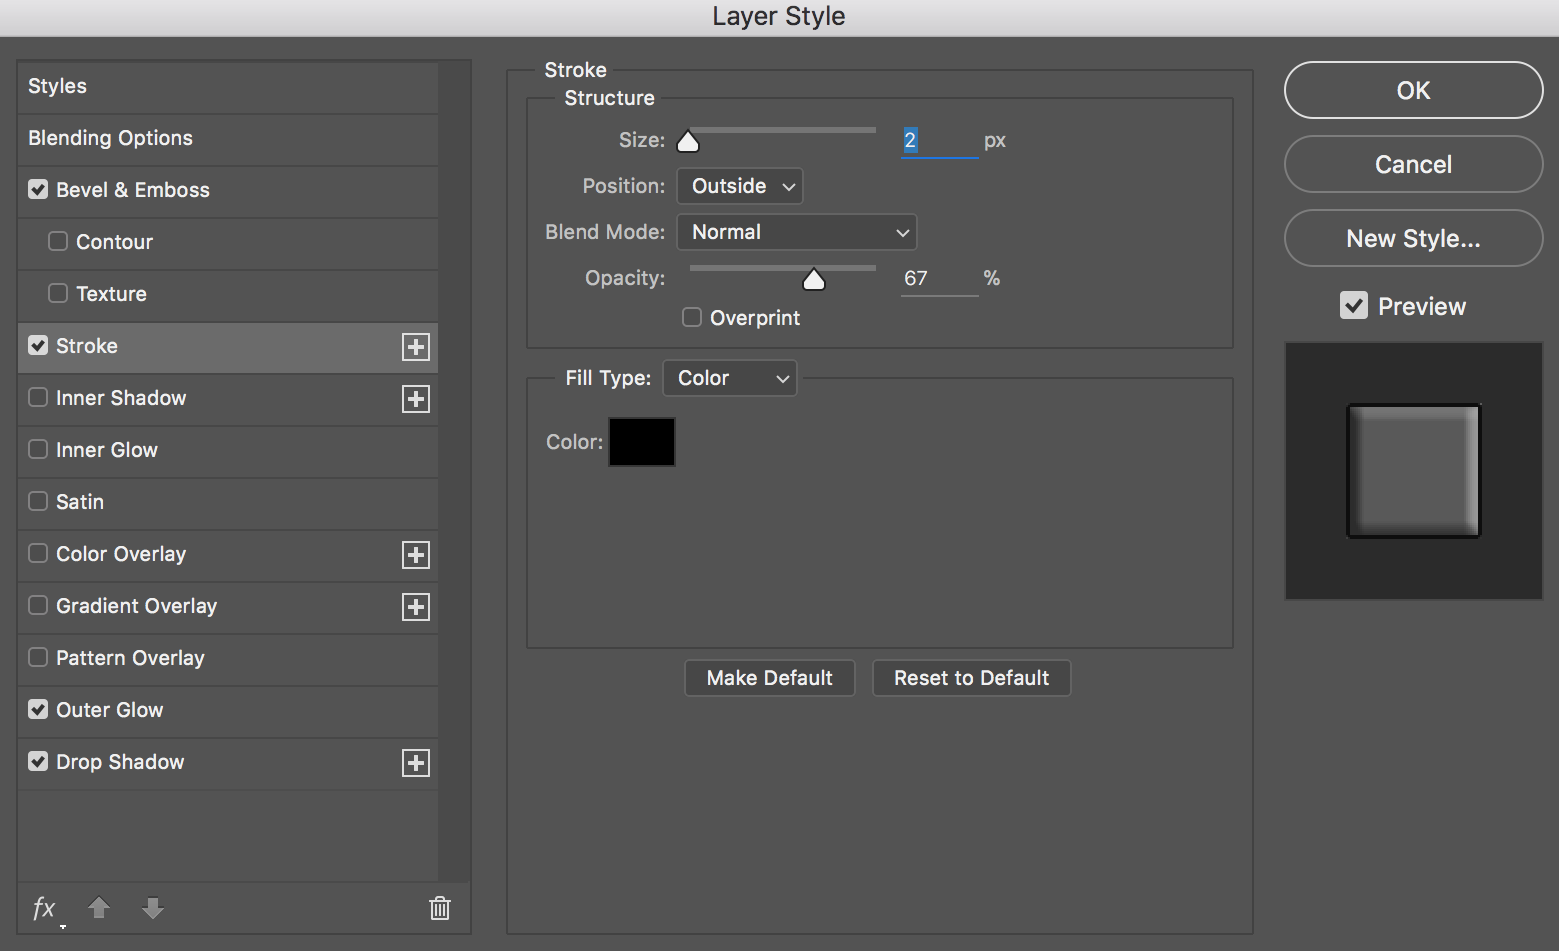 Layer Style
Styles
Blending Options
Bevel & Emboss
Contour
Texture
Stroke
Inner Shadow
Inner Glow
Satin
Color Overlay
Gradient Overlay
Pattern Overlay
Outer Glow
Drop Shadow
fx
Stroke
Structure
Size: 2 px
Position: Outside
Blend Mode: Normal
Opacity: 67 %
Overprint
Fill Type: Color
Color:
Make Default Reset to Default
OK
Cancel
New Style...
Preview